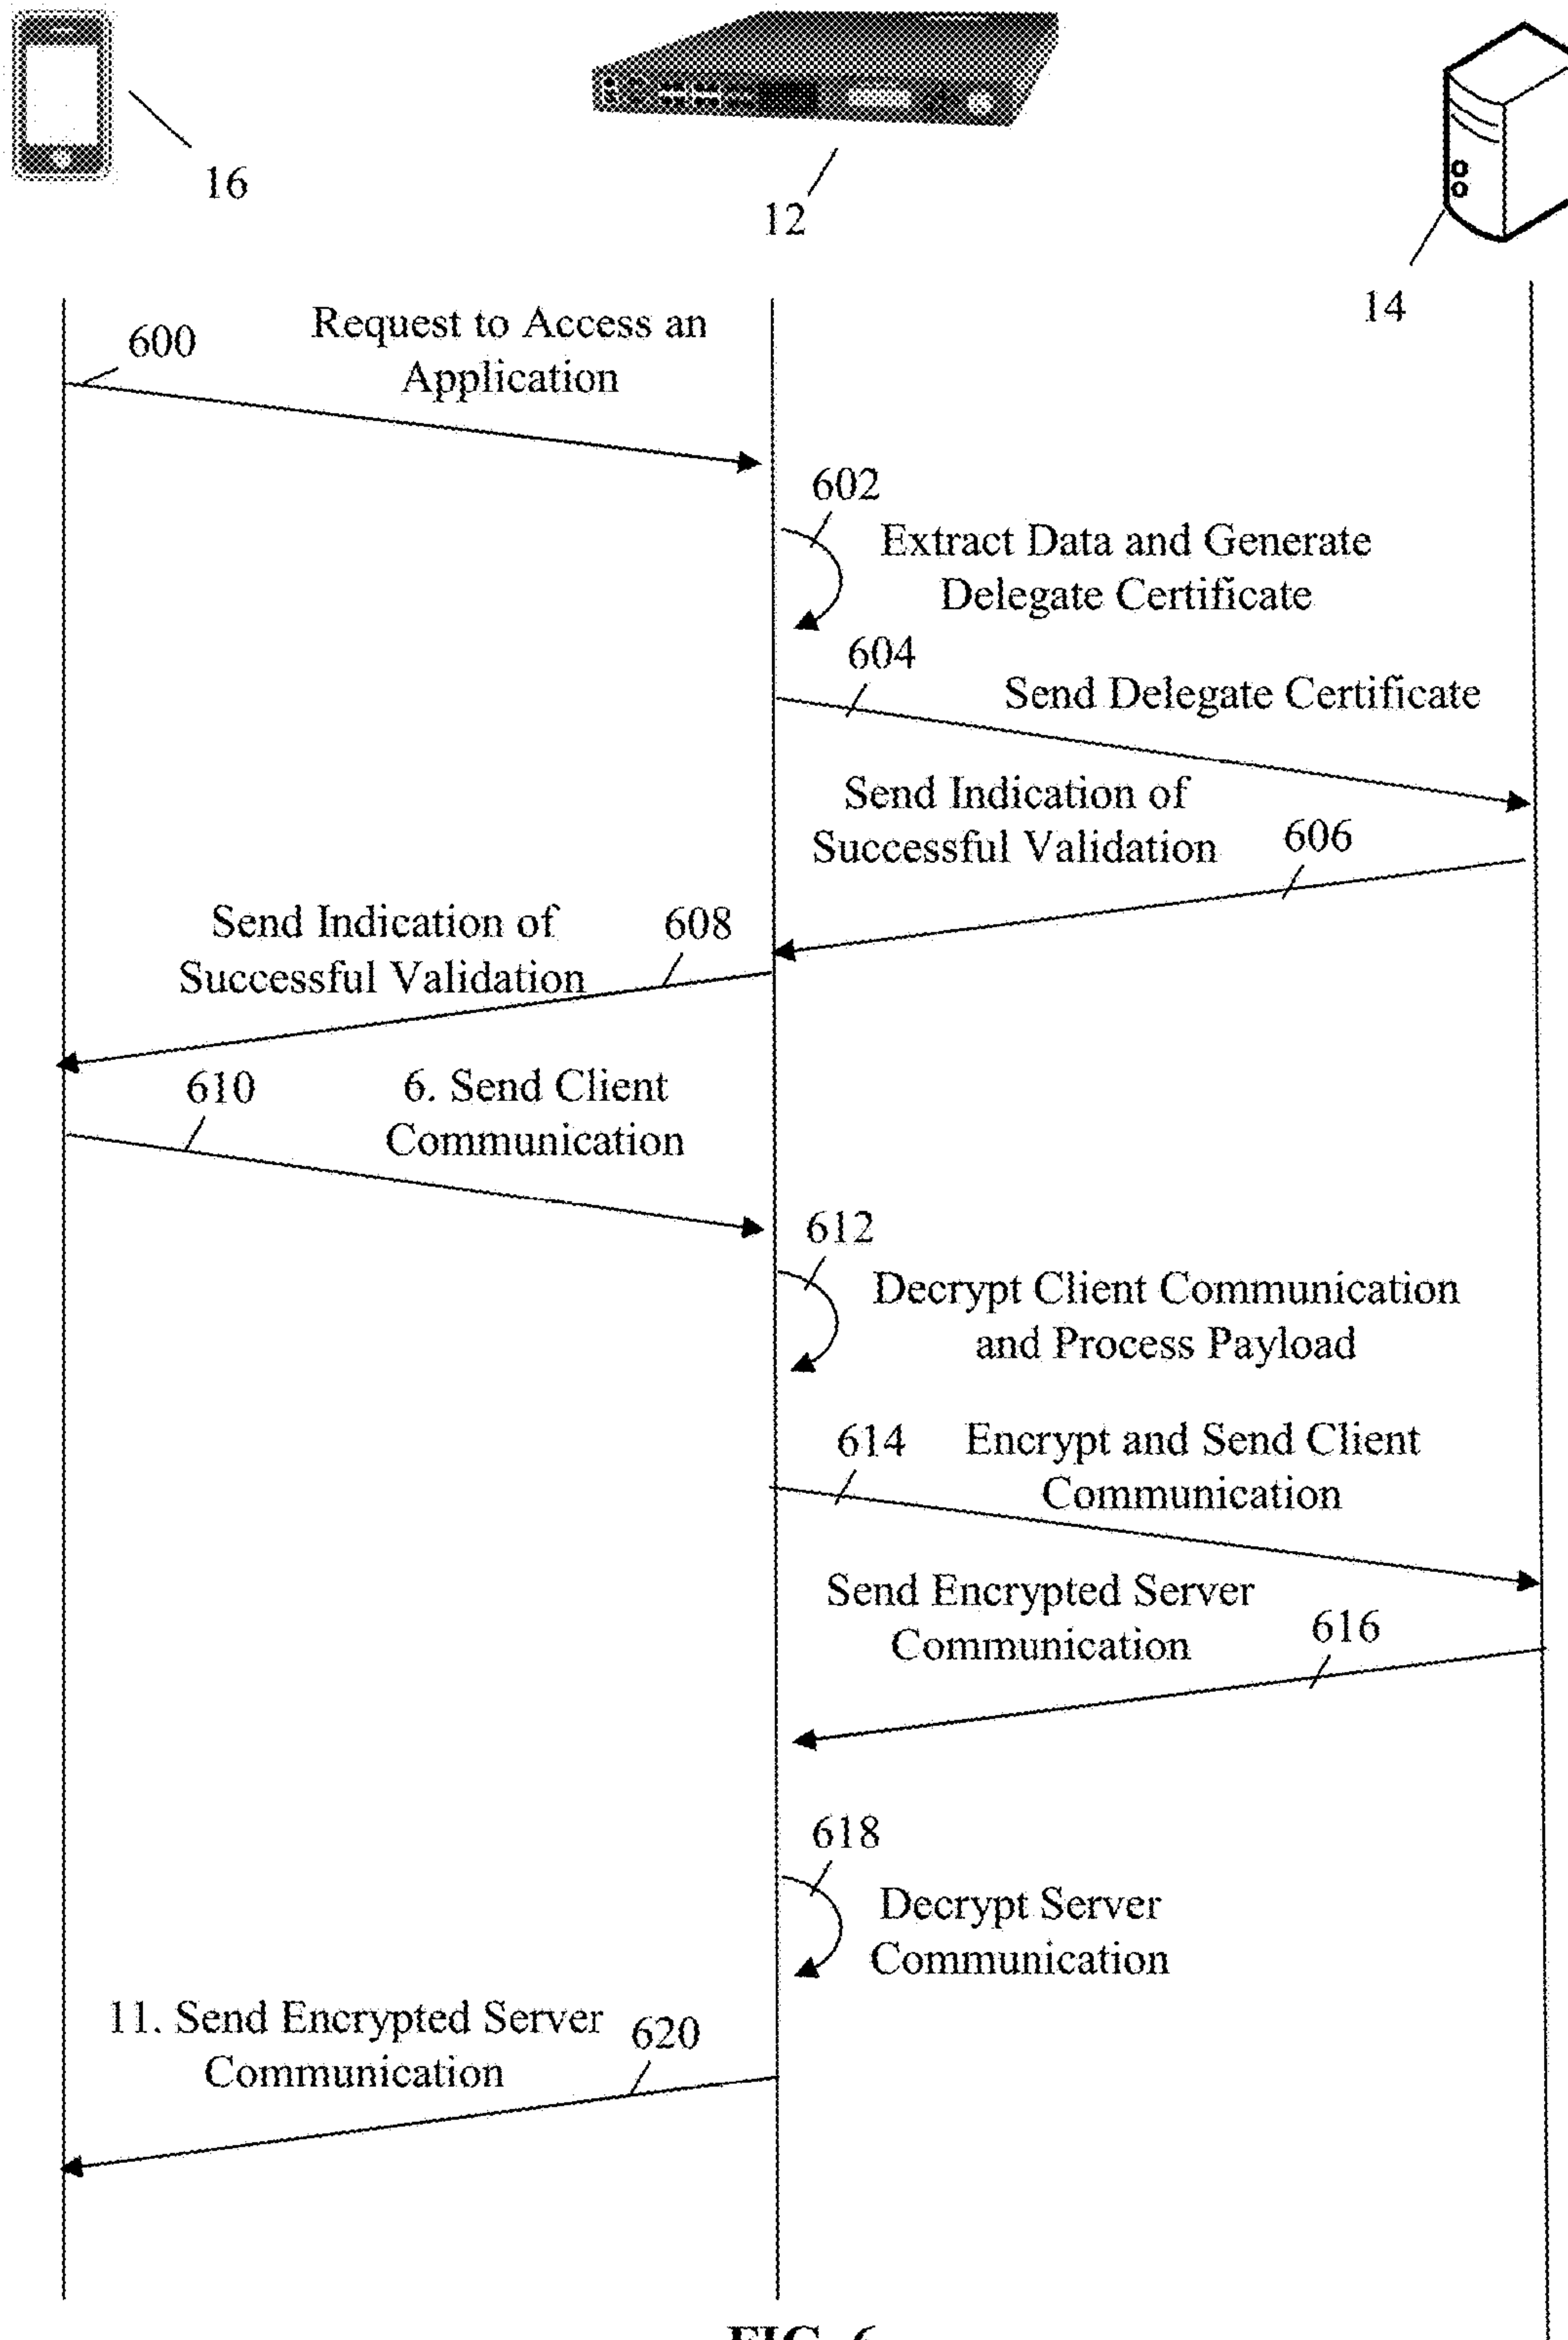 16
12
14
600
Request to Access an
Application
602
Extract Data and Generate
Delegate Certificate
604
Send Delegate Certificate
Send Indication of
Successful Validation
606
Send Indication of
Successful Validation
608
610
6. Send Client
Communication
612
Decrypt Client Communication
and Process Payload
614
Encrypt and Send Client
Communication
Send Encrypted Server
Communication
616
618
Decrypt Server
Communication
11. Send Encrypted Server
Communication
620
FIG. 6